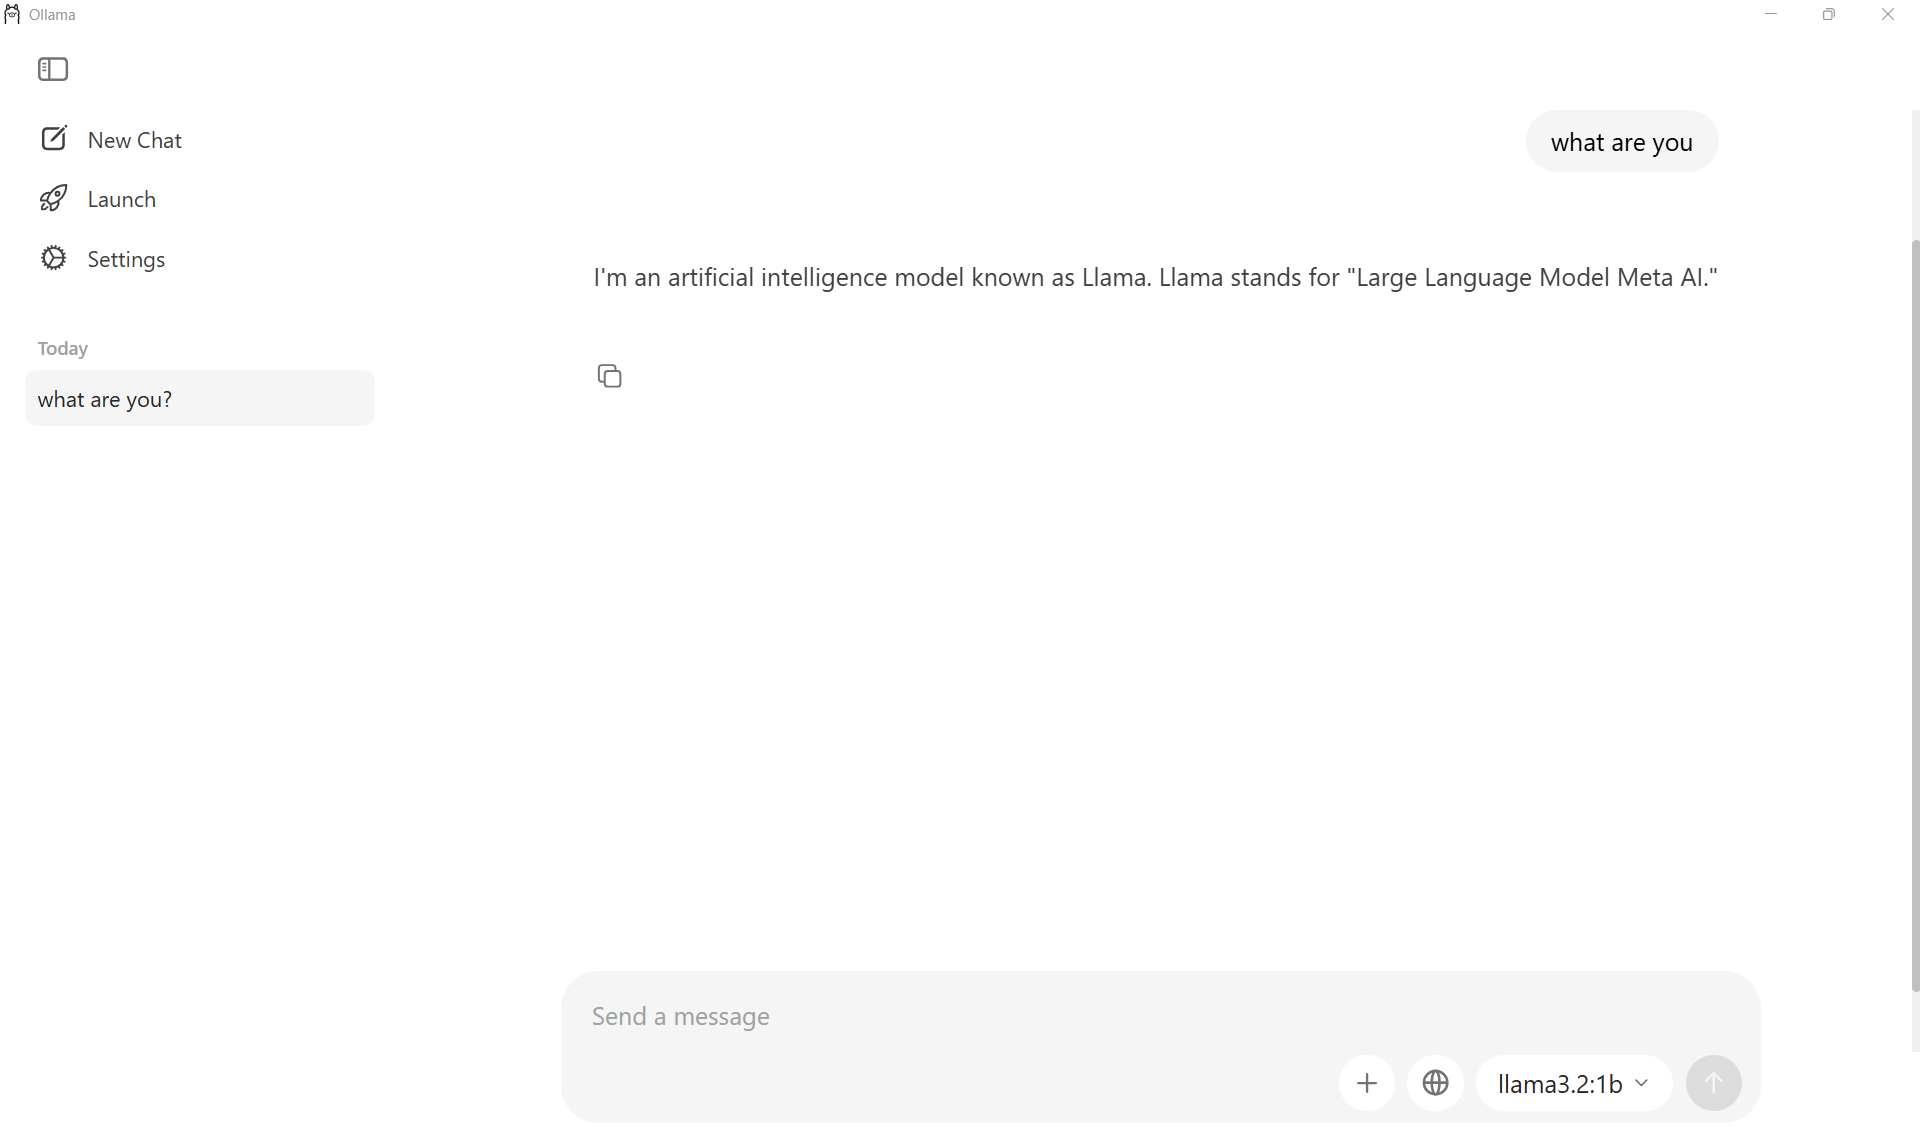 Ollama
New Chat
Launch
Settings
Today
what are you?
what are you
I'm an artificial intelligence model known as Llama. Llama stands for "Large Language Model Meta AI."
Send a message
llama3.2:1b